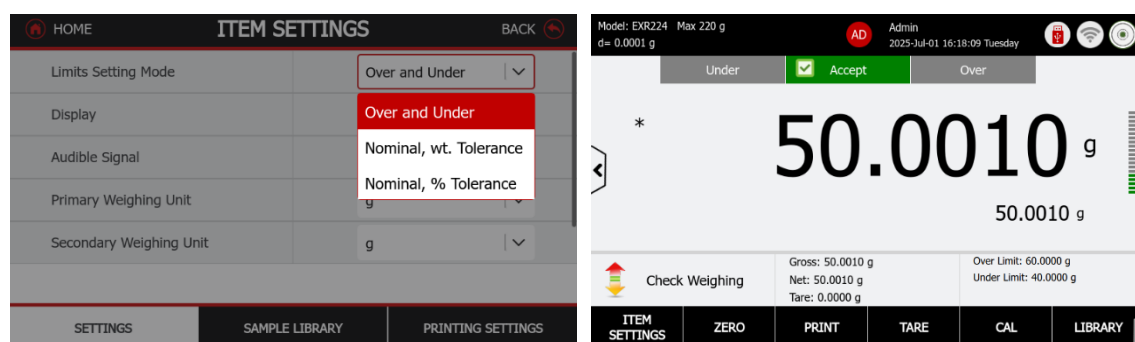 HOME ITEM SETTINGS BACK
Limits Setting Mode Over and Under
Display Over and Under
Audible Signal Nominal, wt. Tolerance
Nominal, % Tolerance
Primary Weighing Unit g
Secondary Weighing Unit g
SETTINGS SAMPLE LIBRARY PRINTING SETTINGS
Model: EXR224 Max 220 g
d= 0.0001 g
AD
Admin
2025-Jul-01 16:18:09 Tuesday
Under Accept Over
* 50.0010 g
50.0010 g
Check Weighing
Gross: 50.0010 g
Net: 50.0010 g
Tare: 0.0000 g
Over Limit: 60.0000 g
Under Limit: 40.0000 g
ITEM
SETTINGS
ZERO PRINT TARE CAL LIBRARY